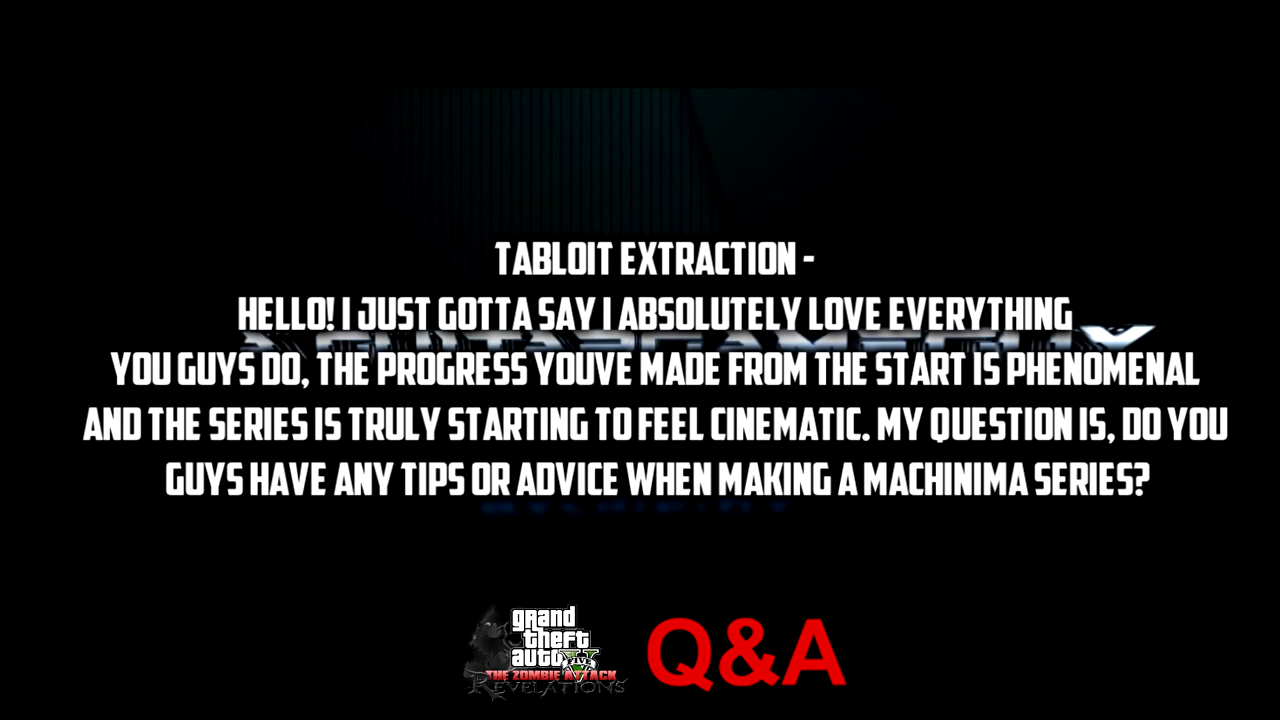 TABLOIT EXTRACTION -
HELLO! I JUST GOTTA SAY I ABSOLUTELY LOVE EVERYTHING
YOU GUYS DO, THE PROGRESS YOUVE MADE FROM THE START IS PHENOMENAL
AND THE SERIES IS TRULY STARTING TO FEEL CINEMATIC. MY QUESTION IS, DO YOU
GUYS HAVE ANY TIPS OR ADVICE WHEN MAKING A MACHINIMA SERIES?
grand
theft
auto V
FIVE
THE ZOMBIE ATTACK
REVELATIONS
Q&A